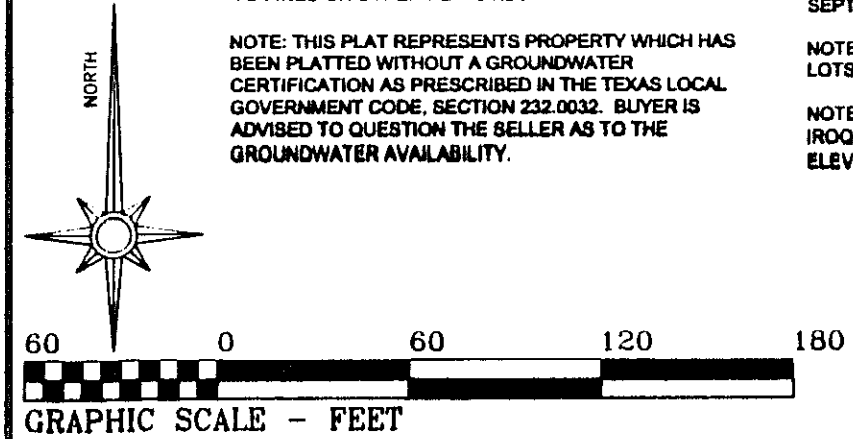 NOTE: THIS PLAT REPRESENTS PROPERTY WHICH HAS
BEEN PLATTED WITHOUT A GROUNDWATER
CERTIFICATION AS PRESCRIBED IN THE TEXAS LOCAL
GOVERNMENT CODE, SECTION 232.0032. BUYER IS
ADVISED TO QUESTION THE SELLER AS TO THE
GROUNDWATER AVAILABILITY.
SEPT
NOTE
LOTS
NOTE
IROQ
ELEV
NORTH
60 0 60 120 180
GRAPHIC SCALE - FEET